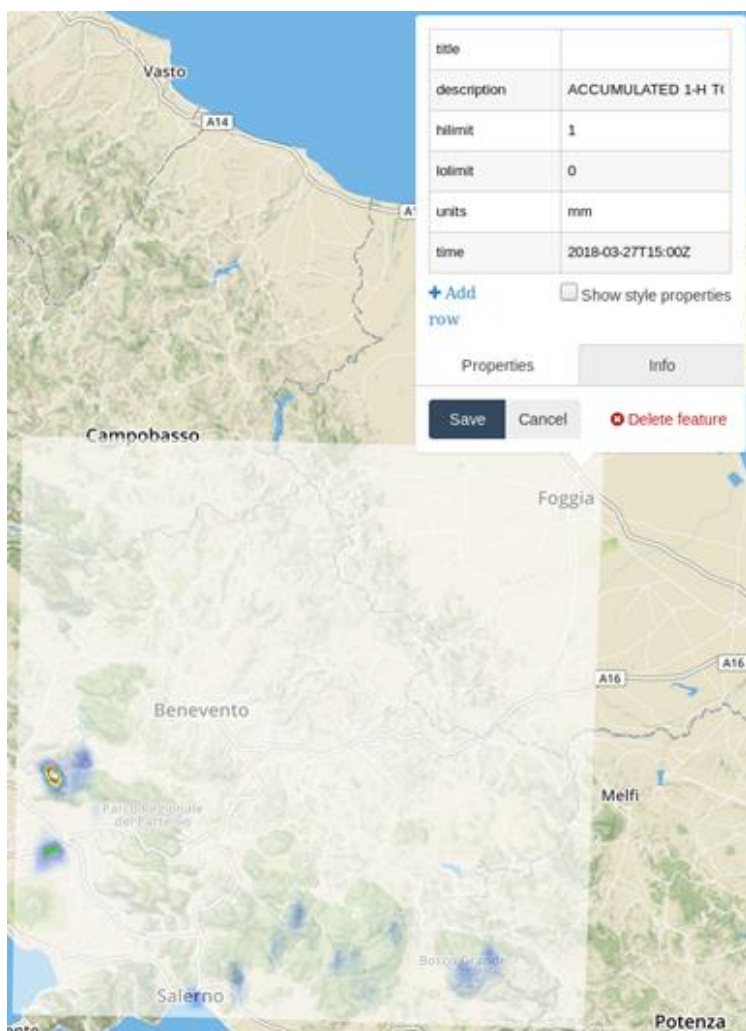 Vasto
A14
title
description ACCUMULATED 1-H
hilimit 1
lolimit 0
units mm
time 2018-03-27T15:00Z
+ Add
row
Show style properties
Properties Info
Save Cancel Delete feature
Campobasso
Foggia
A16
A16
Benevento
Melfi
Parco Regionale
del Partenio
Bosco Grande
Salerno
Potenza